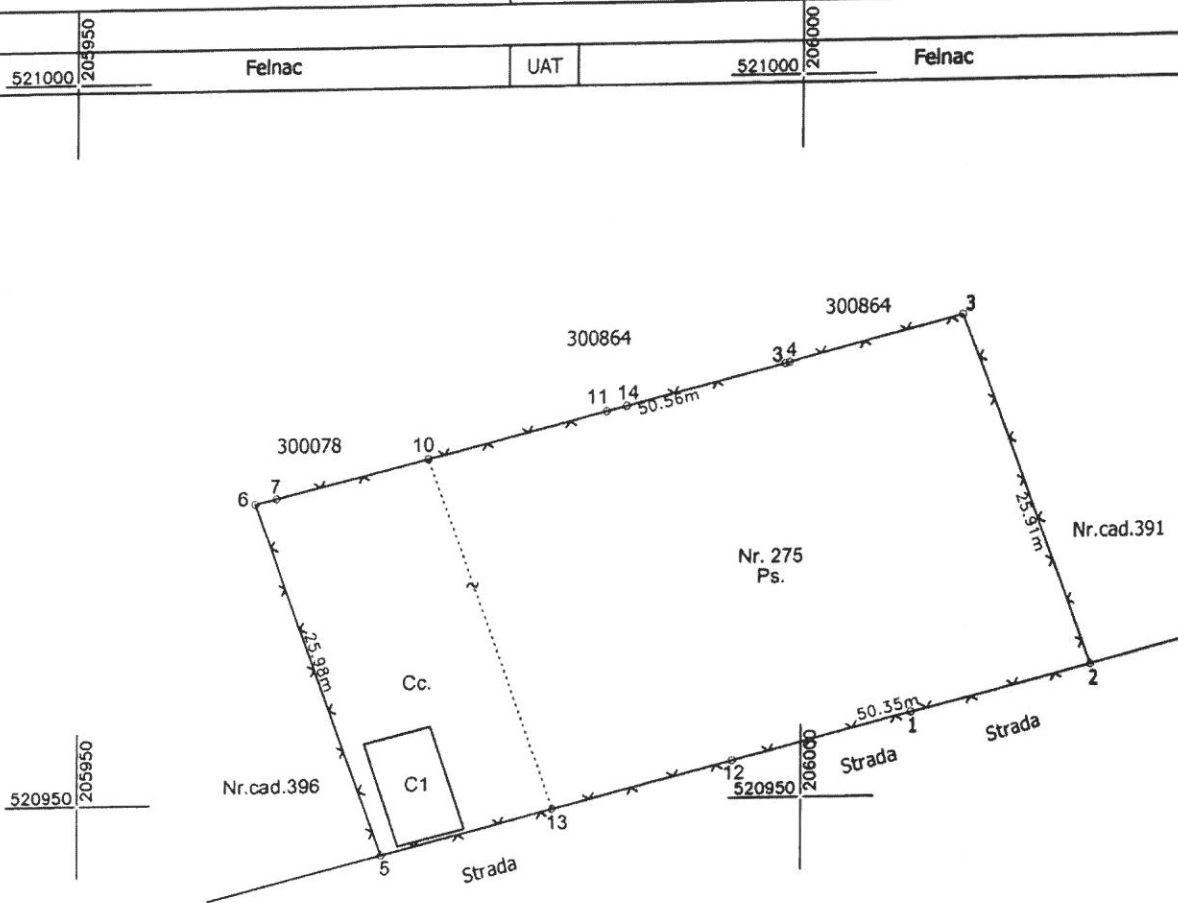 205950
206000
521000
Felnac
UAT
521000
Felnac
300864
3
300864
3 4
11 14
50.56m
300078
10
6 7
25.91m
Nr.cad.391
Nr. 275
Ps.
25.98m
Cc.
2
50.35m
1
Strada
Strada
205950
206000
12
520950
Nr.cad.396
C1
520950
13
5
Strada